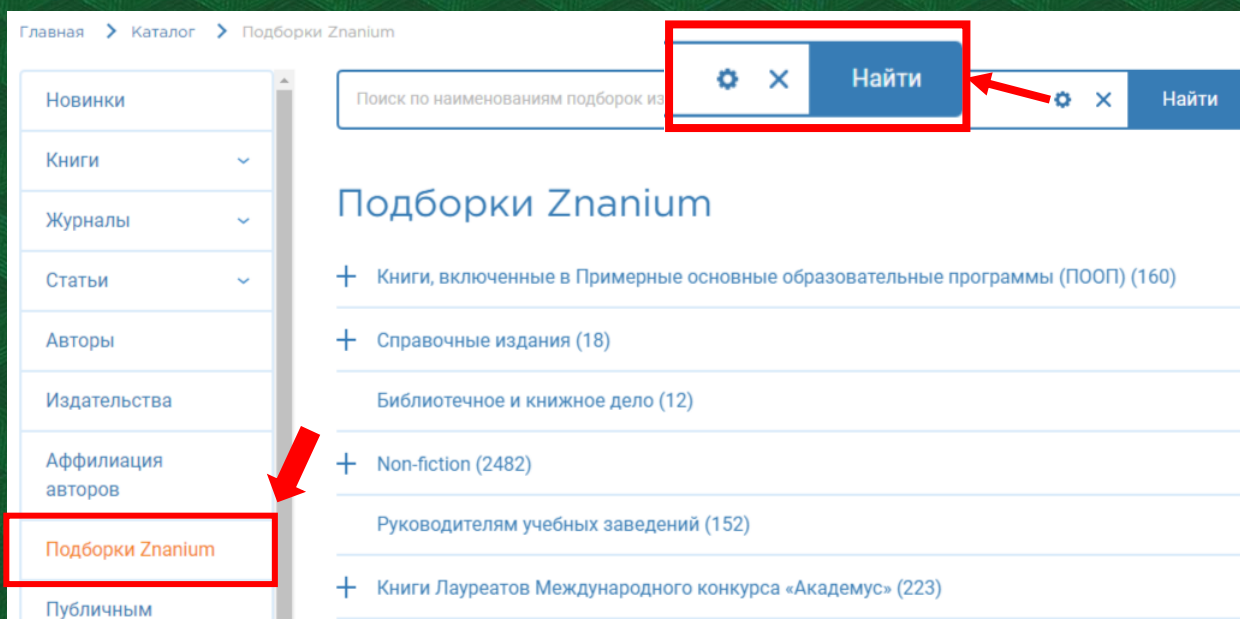 Главная > Каталог > Подборки Znanium
Новинки
Книги
Журналы
Статьи
Авторы
Издательства
Аффилиация
авторов
Подборки Znanium
Публичным
Поиск по наименованиям подборок из
Найти
Найти
Подборки Znanium
Книги, включенные в Примерные основные образовательные программы (ПООП) (160)
Справочные издания (18)
Библиотечное и книжное дело (12)
Non-fiction (2482)
Руководителям учебных заведений (152)
Книги Лауреатов Международного конкурса «Академус» (223)